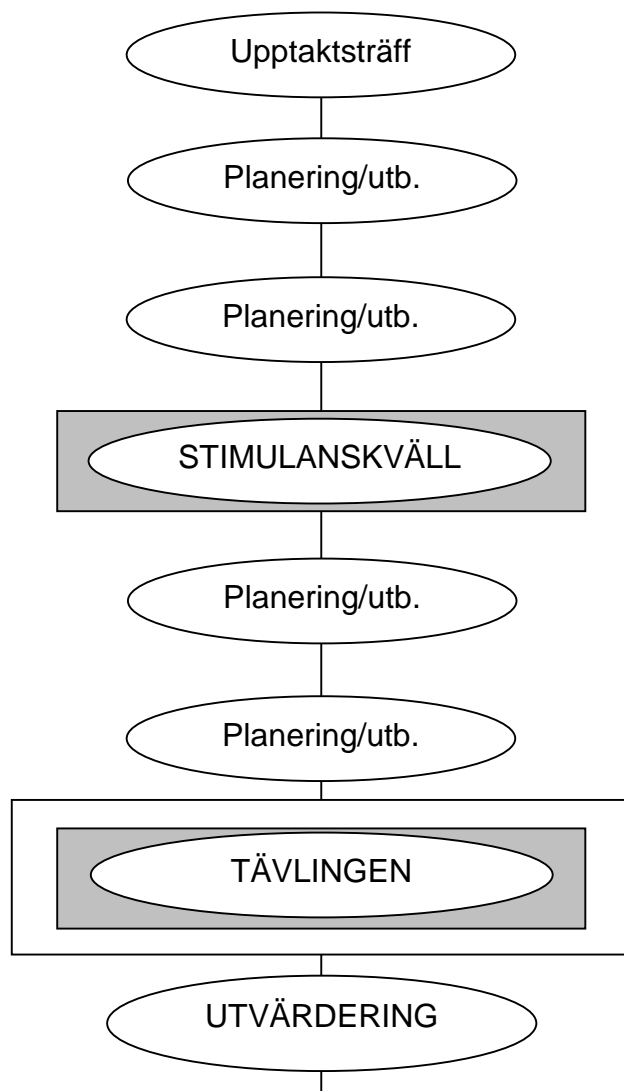 Upptaktsträff
Planering/utb.
Planering/utb.
STIMULANSKVÄLL
Planering/utb.
Planering/utb.
TÄVLINGEN
UTVÄRDERING